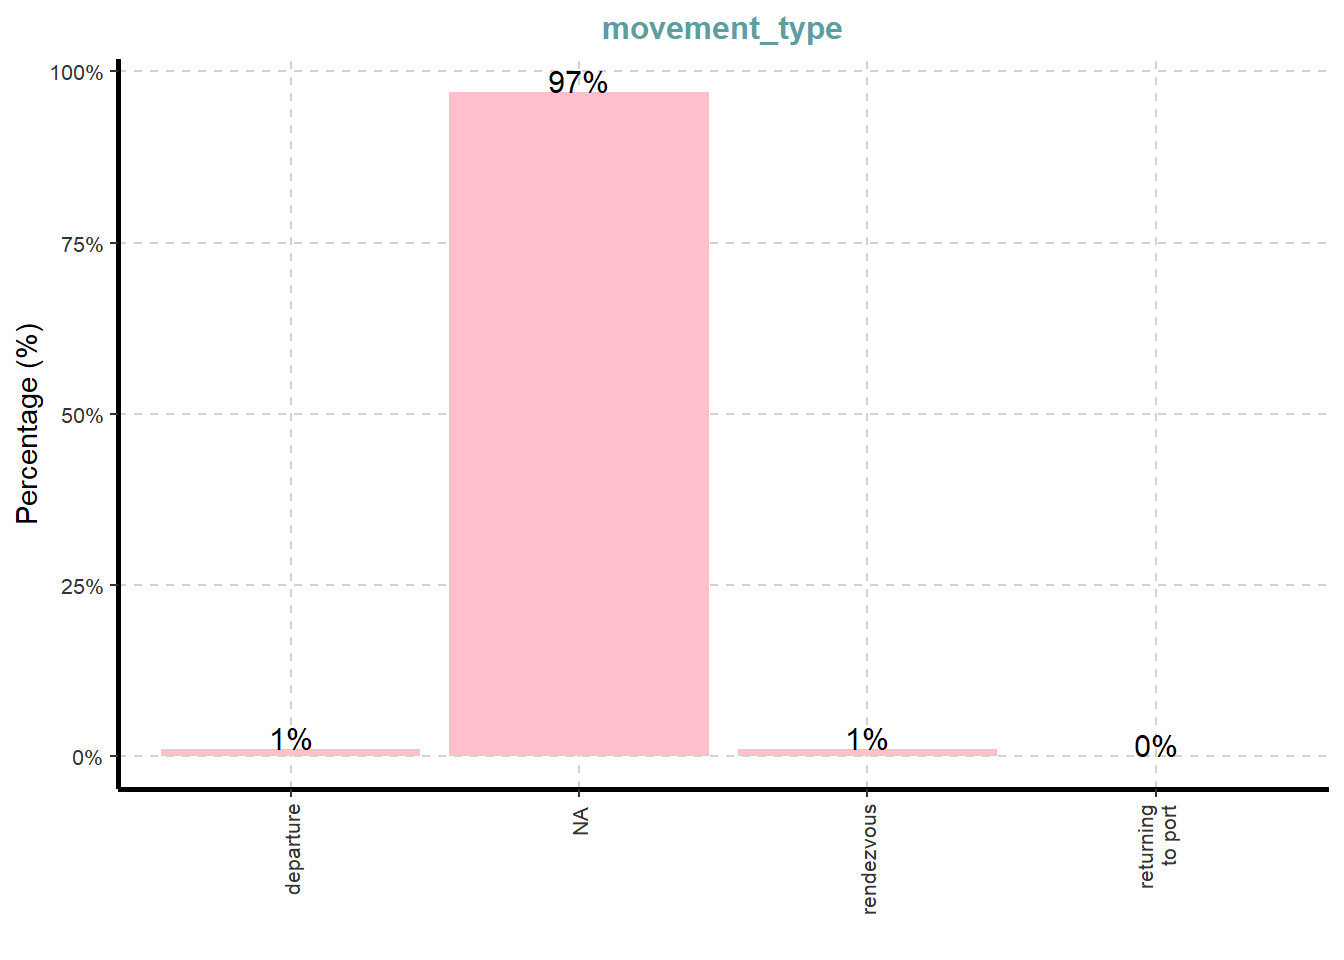 movement_type
Percentage (%)
100%
75%
50%
25%
0%
1%
97%
1%
0%
departure
NA
rendezvous
returning
to port